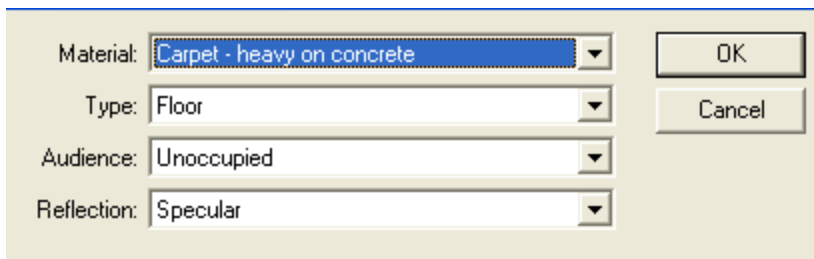 Material: Carpet - heavy on concrete OK
Type: Floor Cancel
Audience: Unoccupied
Reflection: Specular